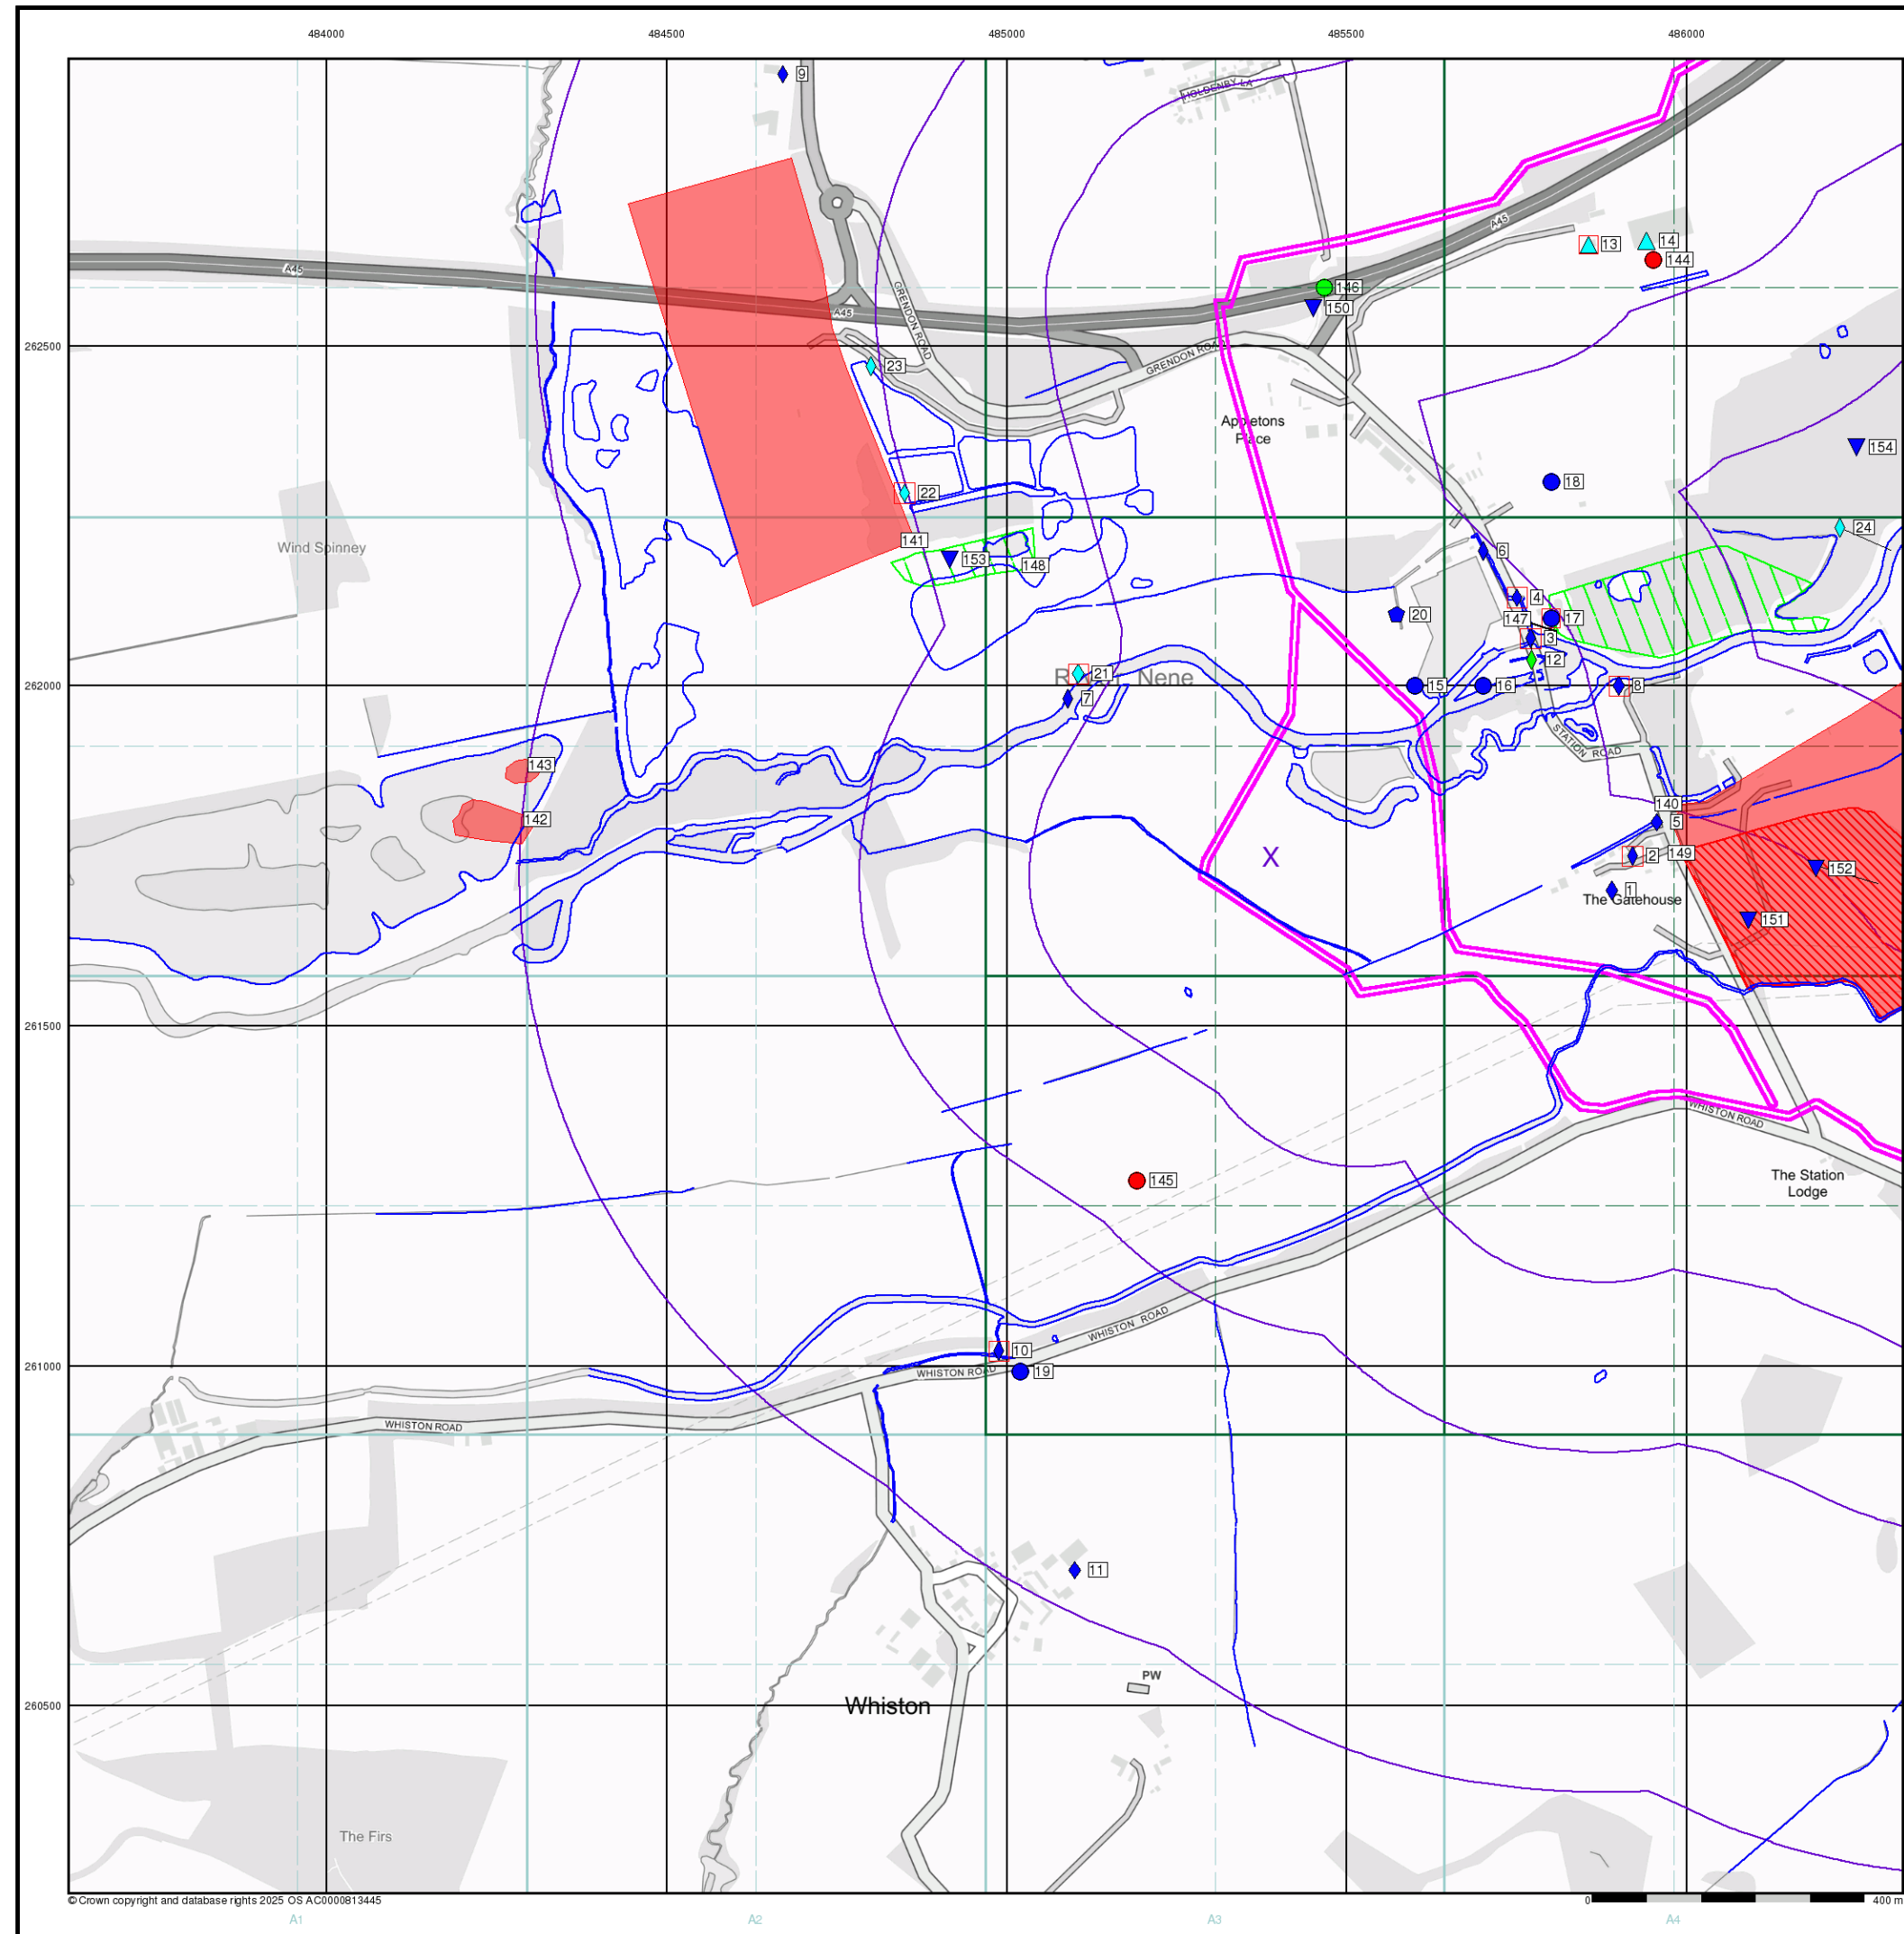 484000 484500 485000 485500 486000
9
HOLDENBY LA
A45
13
14
144
A45
146
150
A45
GRENDON ROAD
262500
GRENDON ROA
23
Appletons
Place
154
22
18
24
141
Wind Spinney
6
153
148
4
20
147
17
3
12
21
River Nene
262000
7
15
16
8
STATION ROAD
143
140
142
5
X
2
149
152
1
The Gatehouse
151
261500
WHISTON ROAD
145
The Station
Lodge
WHISTON ROAD
10
261000
WHISTON ROAD
19
WHISTON ROAD
11
PW
260500
Whiston
The Firs
© Crown copyright and database rights 2025 OS AC0000813445
0 400 m
A1 A2 A3 A4